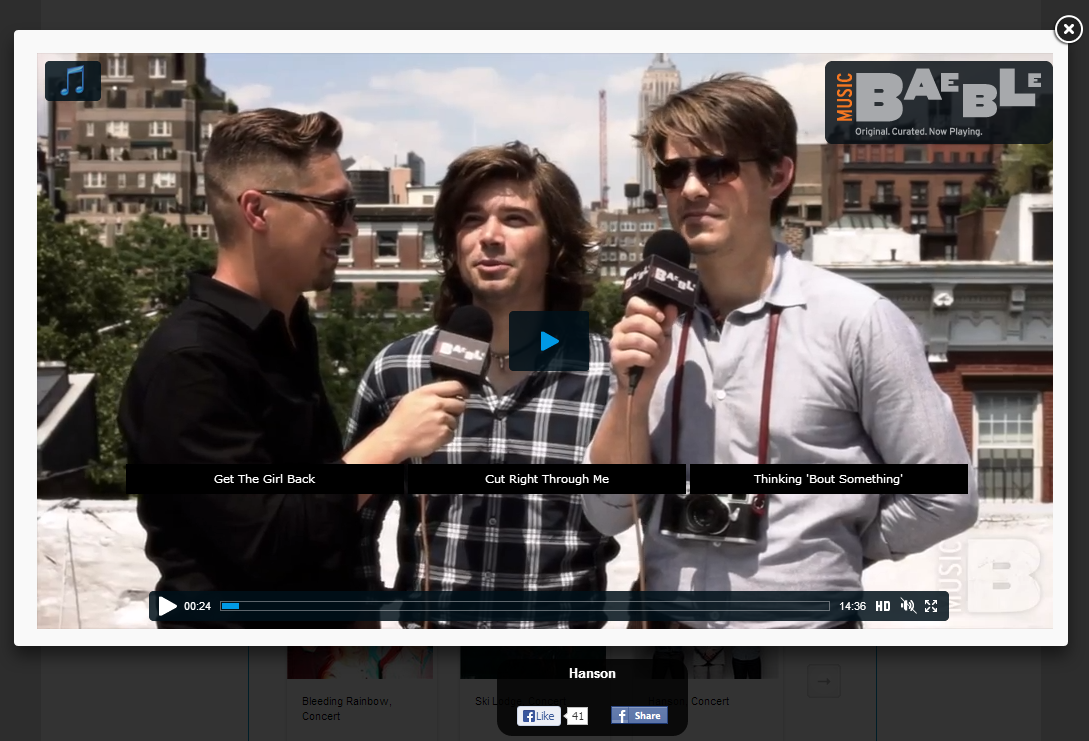 MUSIC
BAEBLE
Original. Curated. Now Playing.
BAEBLE
BAEBLE
Get The Girl Back
Cut Right Through Me
Thinking 'Bout Something'
MUSIC
B
00:24
14:36
HD
Hanson
Bleeding Rainbow,
Concert
Concert
Like
41
Share